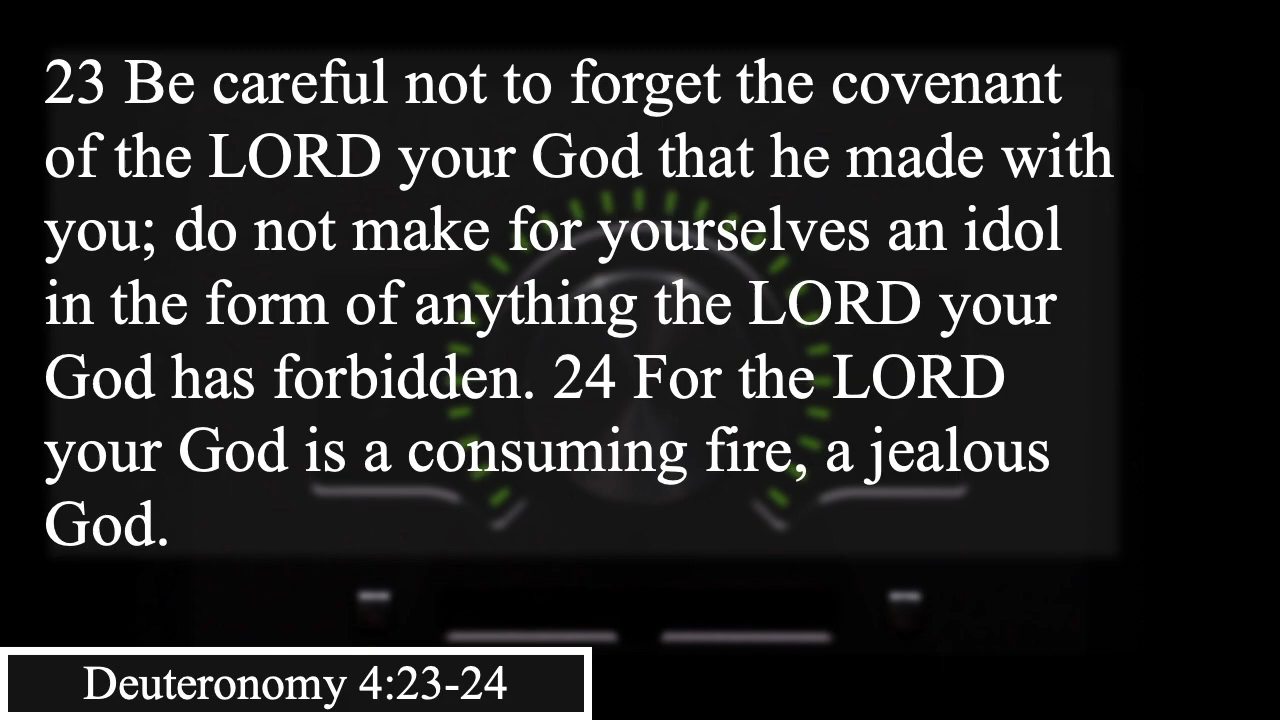 23 Be careful not to forget the covenant
of the LORD your God that he made with
you; do not make for yourselves an idol
in the form of anything the LORD your
God has forbidden. 24 For the LORD
your God is a consuming fire, a jealous
God.
Deuteronomy 4:23-24